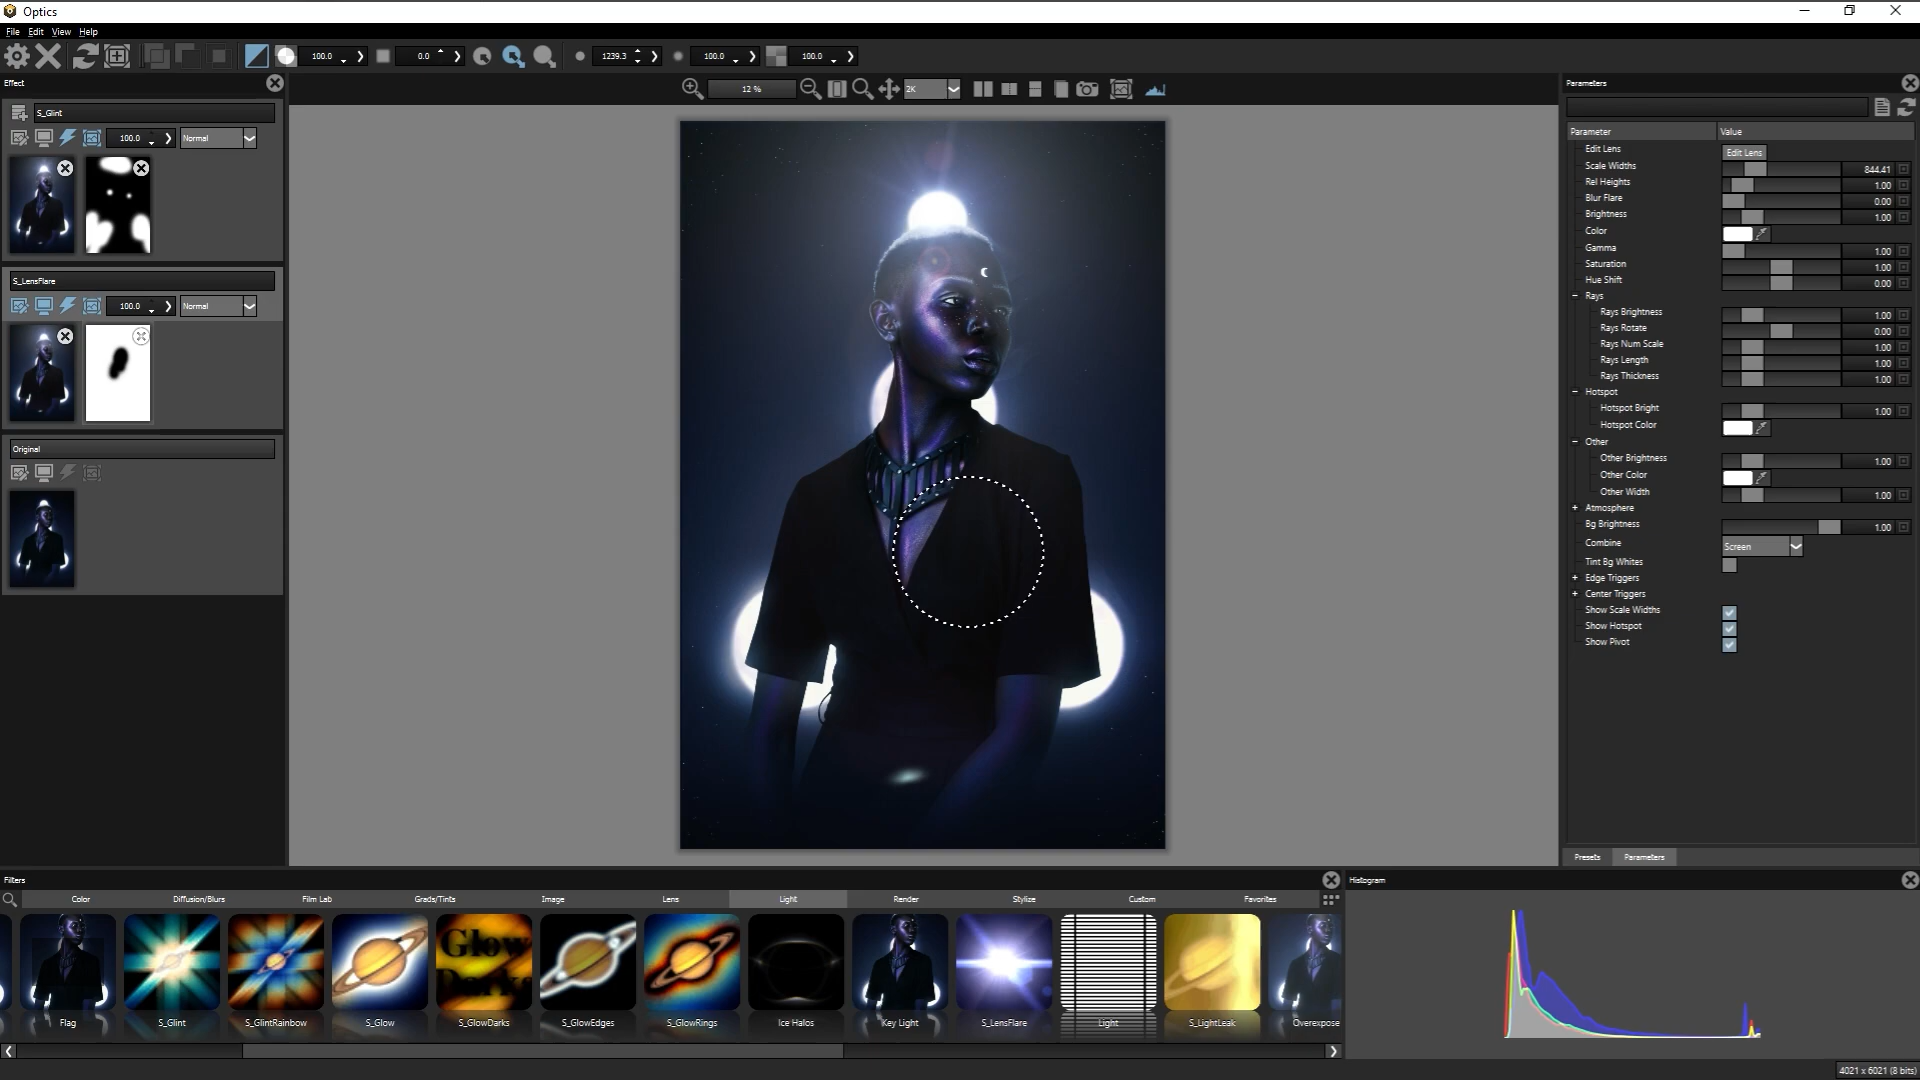 Optics
File Edit View Help
100.0 0.0 1239.3 100.0 100.0
Effect
12 % 2K
Parameters
S_Glint
100.0 Normal
S_LensFlare
100.0 Normal
Original
Parameter Value
Edit Lens Edit Lens
Scale Widths 844.41
Rel Heights 1.00
Blur Flare 0.00
Brightness 1.00
Color
Gamma 1.00
Saturation 1.00
Hue Shift 0.00
Rays
Rays Brightness 1.00
Rays Rotate 0.00
Rays Num Scale 1.00
Rays Length 1.00
Rays Thickness 1.00
Hotspot
Hotspot Bright 1.00
Hotspot Color
Other
Other Brightness 1.00
Other Color
Other Width 1.00
Atmosphere
Bg Brightness 1.00
Combine Screen
Tint Bg Whites
Edge Triggers
Center Triggers
Show Scale Widths
Show Hotspot
Show Pivot
Presets Parameters
Filters
Color Diffusion/Blurs Film Lab Grads/Tints Image Lens Light Render Stylize Custom Favorites
Glow
Darks
Flag S_Glint S_GlintRainbow S_Glow S_GlowDarks S_GlowEdges S_GlowRings Ice Halos Key Light S_LensFlare Light S_LightLeak Overexpose
Histogram
4021 x 6021 (8 bits)